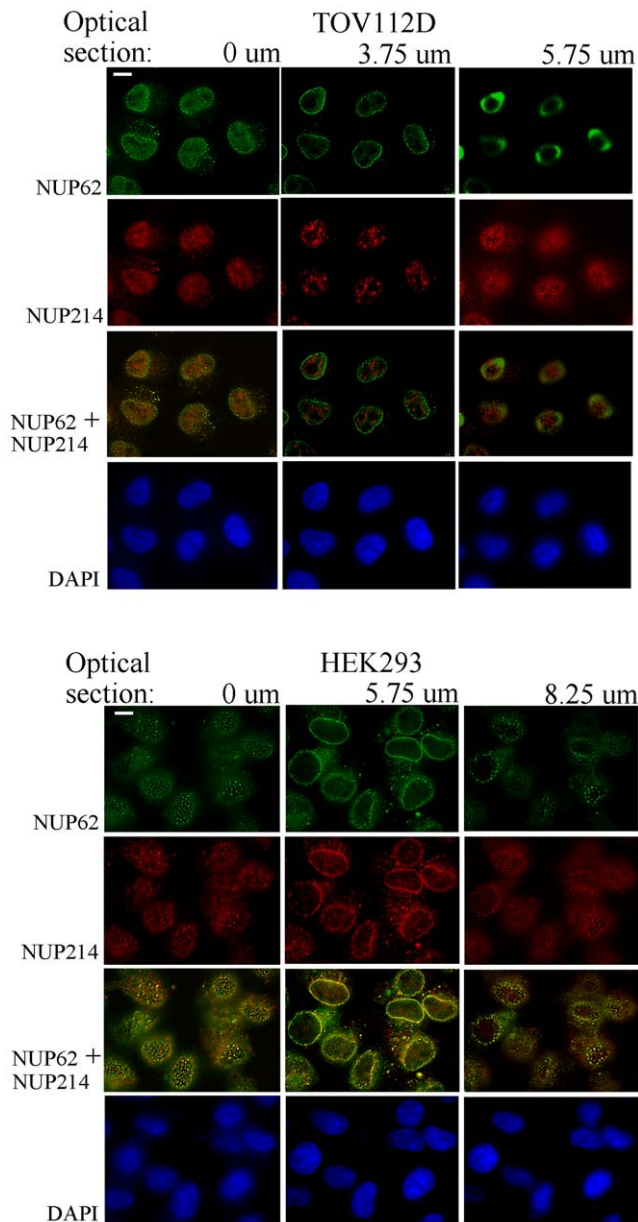 Optical TOV112D
section: 0 um 3.75 um 5.75 um
NUP62
NUP214
NUP62 +
NUP214
DAPI
Optical HEK293
section: 0 um 5.75 um 8.25 um
NUP62
NUP214
NUP62 +
NUP214
DAPI